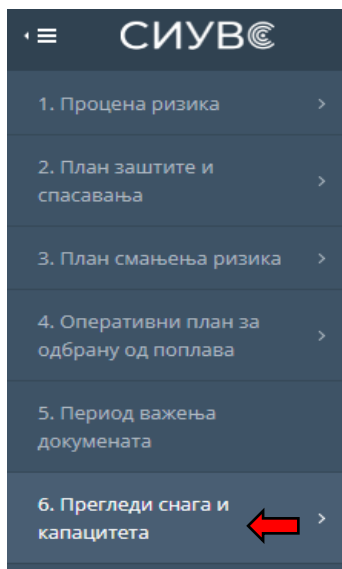 СИУВС
1. Процена ризика
2. План заштите и
спасавања
3. План смањења ризика
4. Оперативни план за
одбрану од поплава
5. Период важења
докумената
6. Прегледи снага и
капацитета